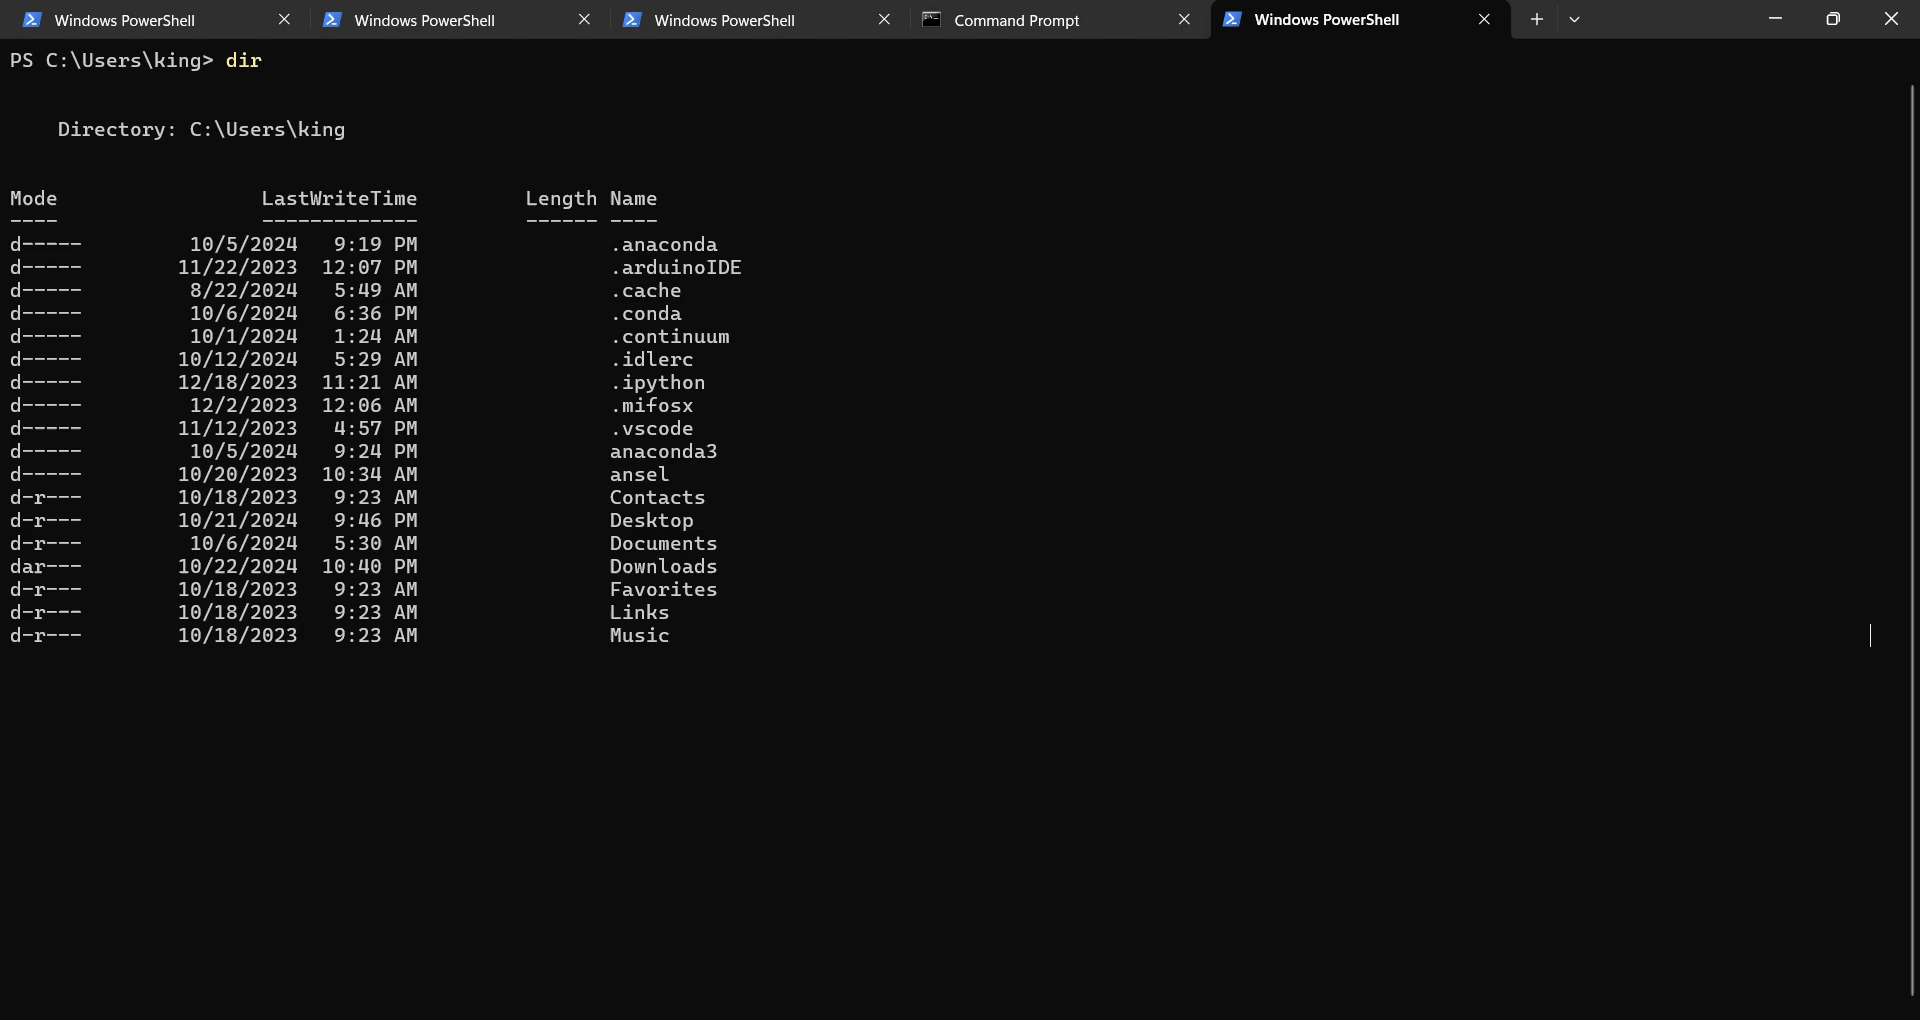 Windows PowerShell Windows PowerShell Windows PowerShell Command Prompt Windows PowerShell
PS C:\Users\king> dir
Directory: C:\Users\king
Mode LastWriteTime Length Name
---- ------------- ------ ----
d----- 10/5/2024 9:19 PM .anaconda
d----- 11/22/2023 12:07 PM .arduinoIDE
d----- 8/22/2024 5:49 AM .cache
d----- 10/6/2024 6:36 PM .conda
d----- 10/1/2024 1:24 AM .continuum
d----- 10/12/2024 5:29 AM .idlerc
d----- 12/18/2023 11:21 AM .ipython
d----- 12/2/2023 12:06 AM .mifosx
d----- 11/12/2023 4:57 PM .vscode
d----- 10/5/2024 9:24 PM anaconda3
d----- 10/20/2023 10:34 AM ansel
d-r--- 10/18/2023 9:23 AM Contacts
d-r--- 10/21/2024 9:46 PM Desktop
d-r--- 10/6/2024 5:30 AM Documents
dar--- 10/22/2024 10:40 PM Downloads
d-r--- 10/18/2023 9:23 AM Favorites
d-r--- 10/18/2023 9:23 AM Links
d-r--- 10/18/2023 9:23 AM Music